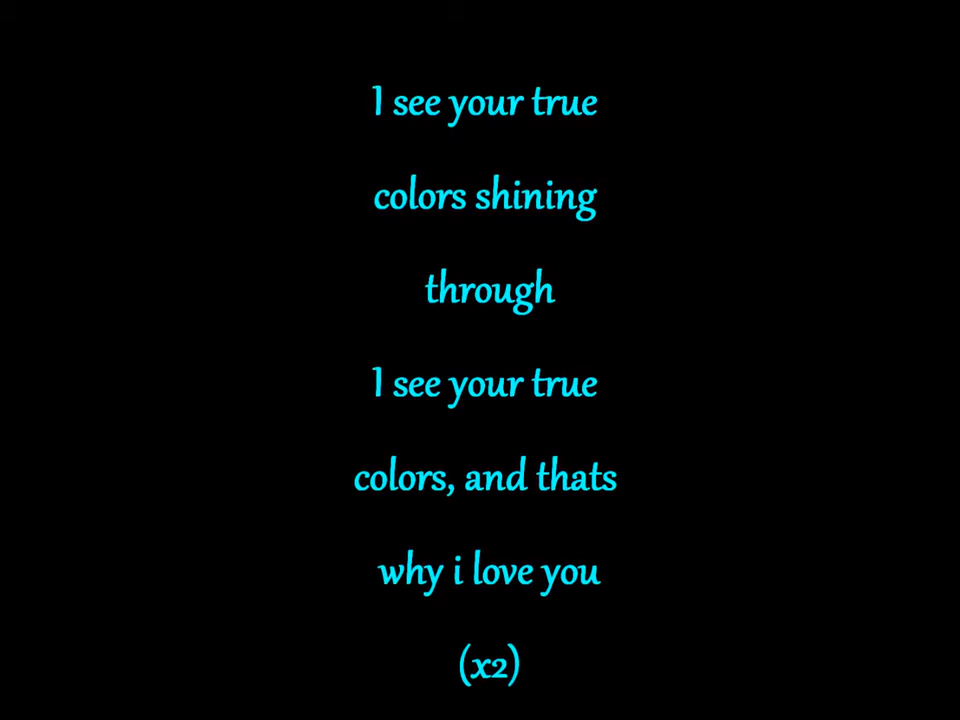 I see your true
colors shining
through
I see your true
colors, and thats
why i love you
(x2)